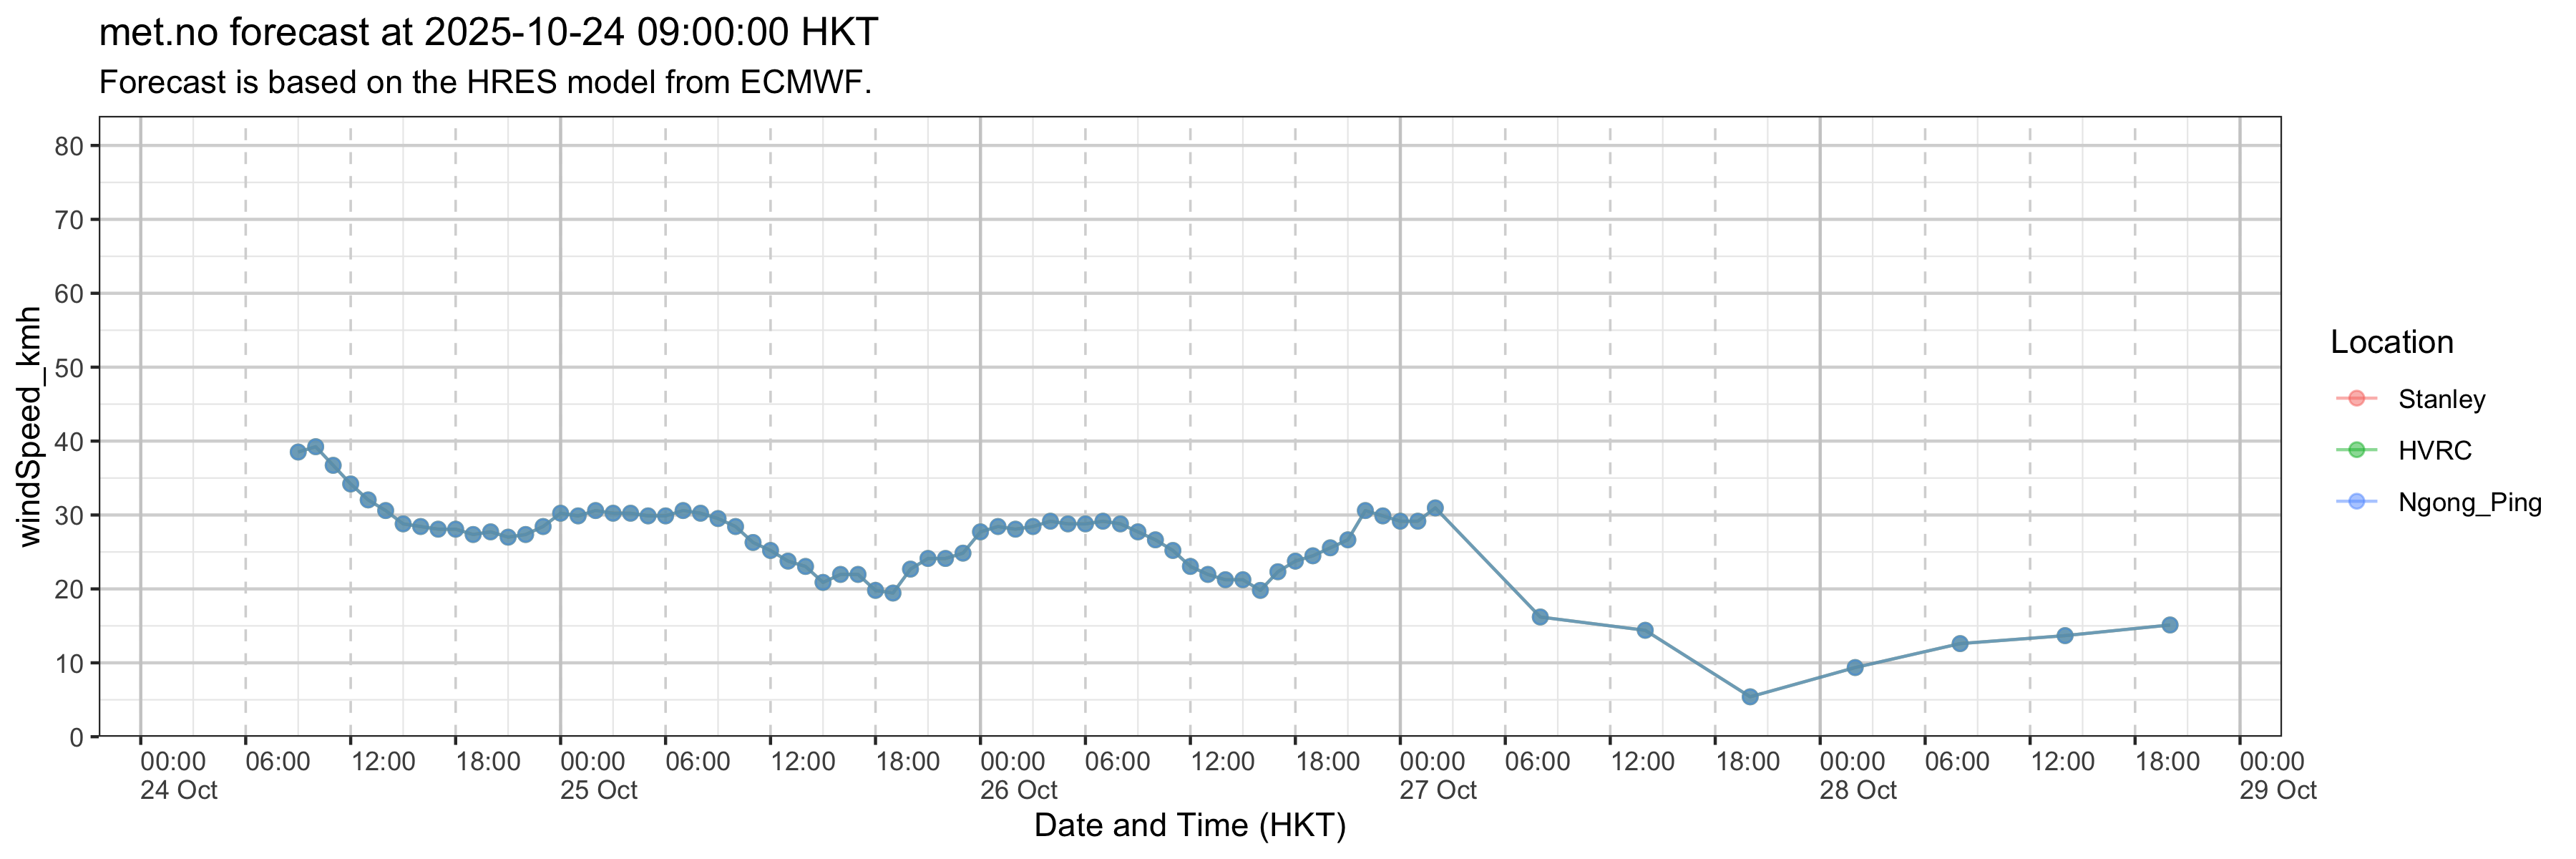 met.no forecast at 2025-10-24 09:00:00 HKT
Forecast is based on the HRES model from ECMWF.
windSpeed_kmh
80
70
60
50
40
30
20
10
0
00:00 06:00 12:00 18:00 00:00 06:00 12:00 18:00 00:00 06:00 12:00 18:00 00:00 06:00 12:00 18:00 00:00 06:00 12:00 18:00 00:00
24 Oct 25 Oct 26 Oct 27 Oct 28 Oct 29 Oct
Date and Time (HKT)
Location
Stanley
HVRC
Ngong_Ping